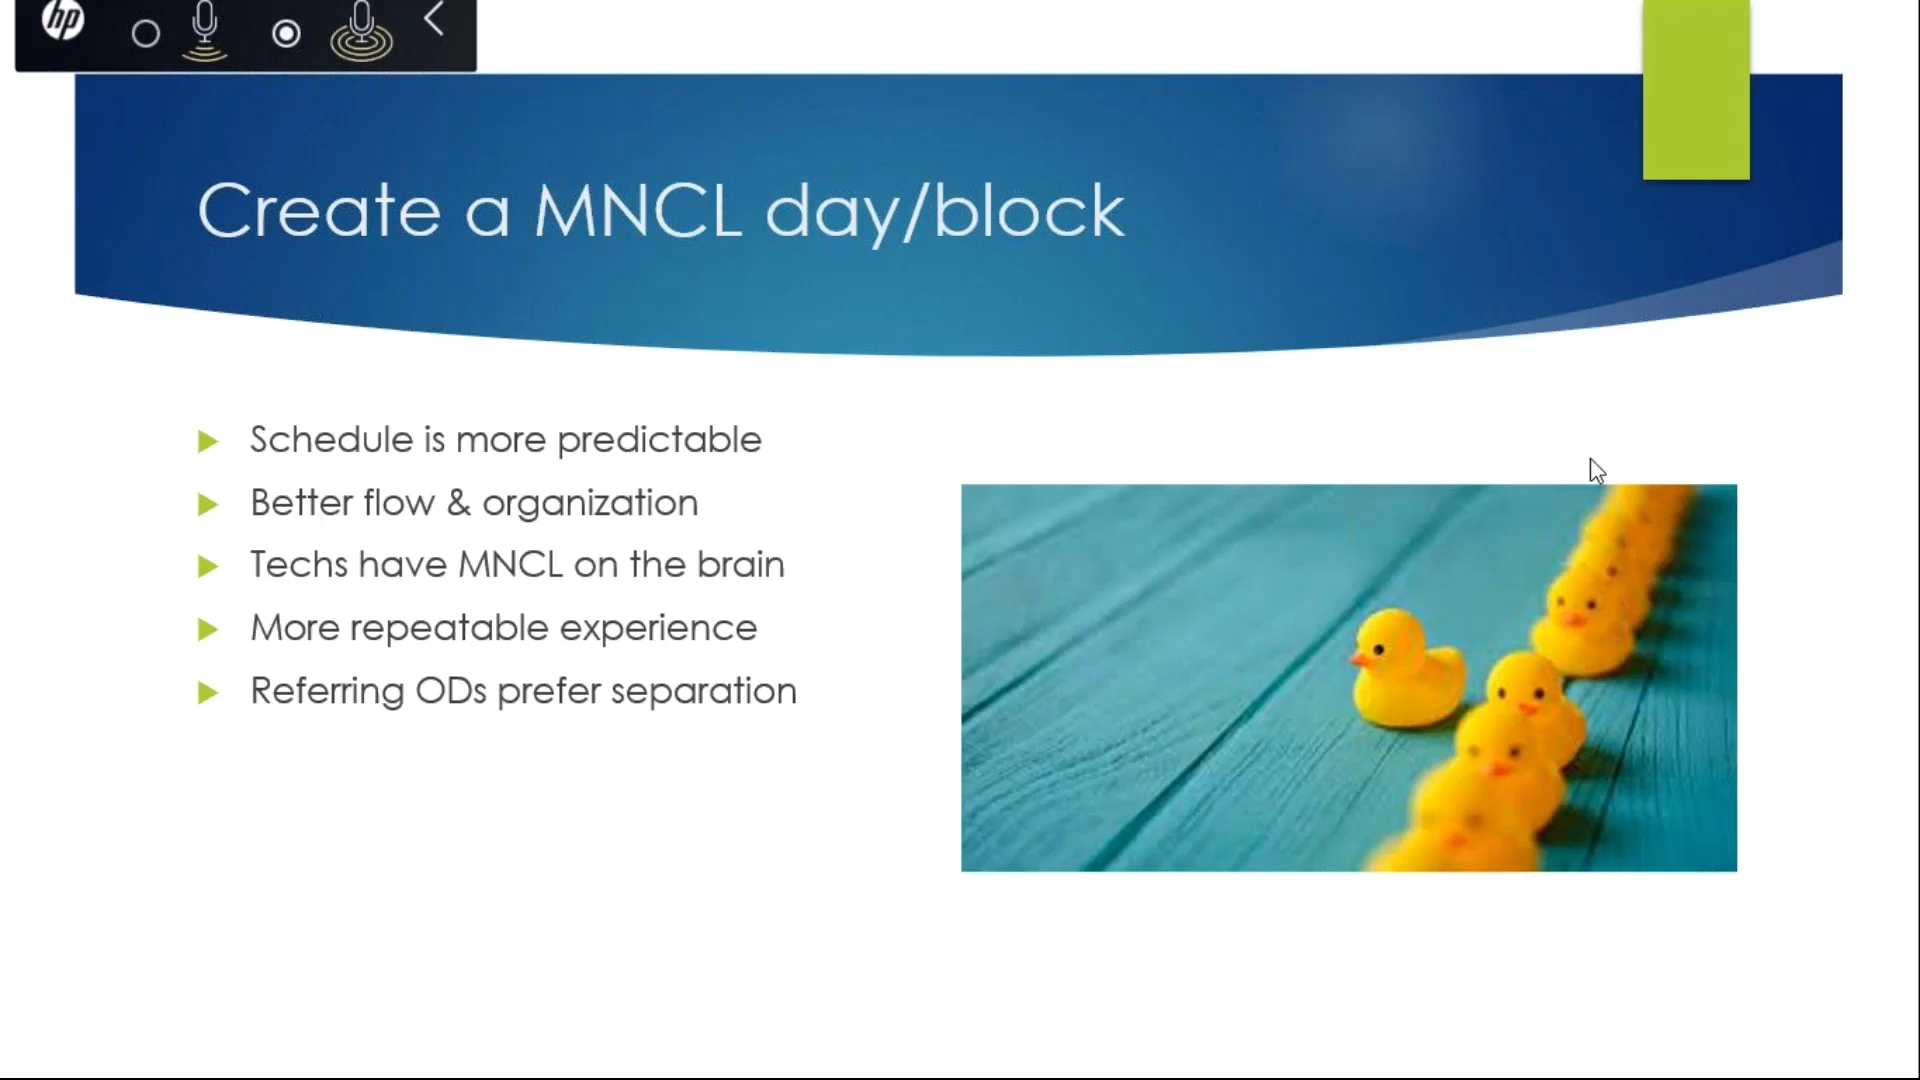 hp
Create a MNCL day/block
Schedule is more predictable
Better flow & organization
Techs have MNCL on the brain
More repeatable experience
Referring ODs prefer separation